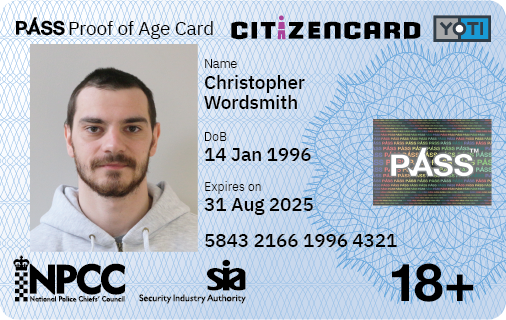 PASS Proof of Age Card
CITIZENCARD
YOTI
Name
Christopher
Wordsmith
DoB
14 Jan 1996
PASS™
Expires on
31 Aug 2025
5843 2166 1996 4321
NPCC
National Police Chiefs' Council
sia
Security Industry Authority
18+